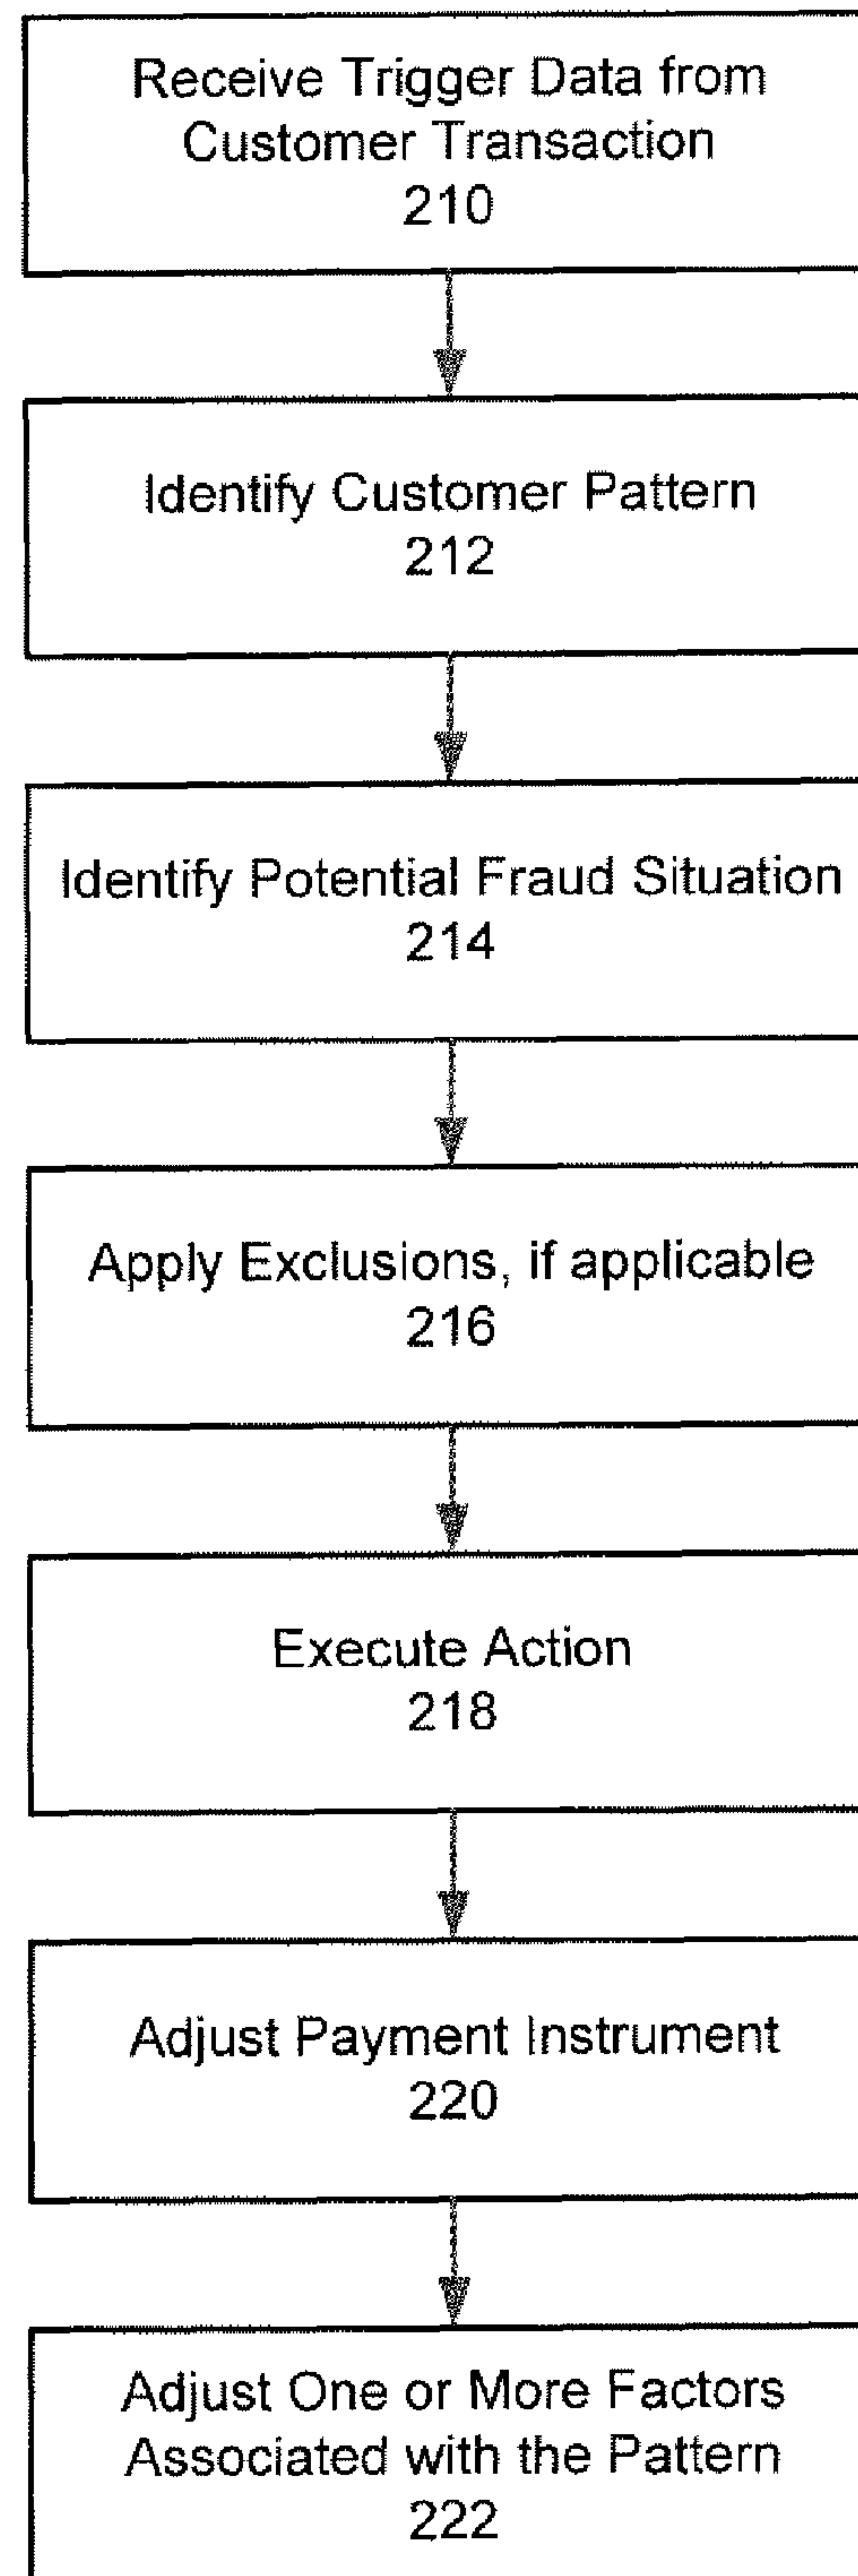 Receive Trigger Data from
Customer Transaction
210
Identify Customer Pattern
212
Identify Potential Fraud Situation
214
Apply Exclusions, if applicable
216
Execute Action
218
Adjust Payment Instrument
220
Adjust One or More Factors
Associated with the Pattern
222